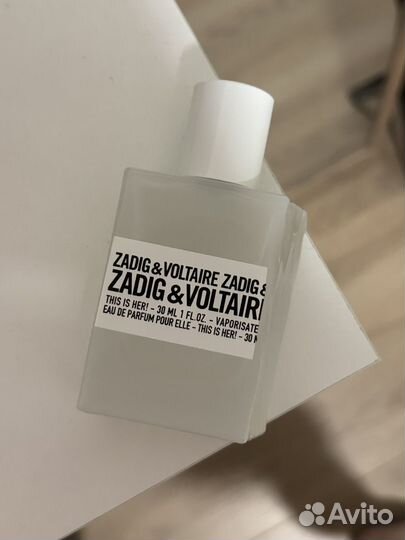 ZADIG&VOLTAIRE ZADIG &
ZADIG & VOLTAIRE
THIS IS HER! - 30 ML 1 FL.OZ. - VAPORISATE
EAU DE PARFUM POUR ELLE - THIS IS HER! - 30 M
Avito